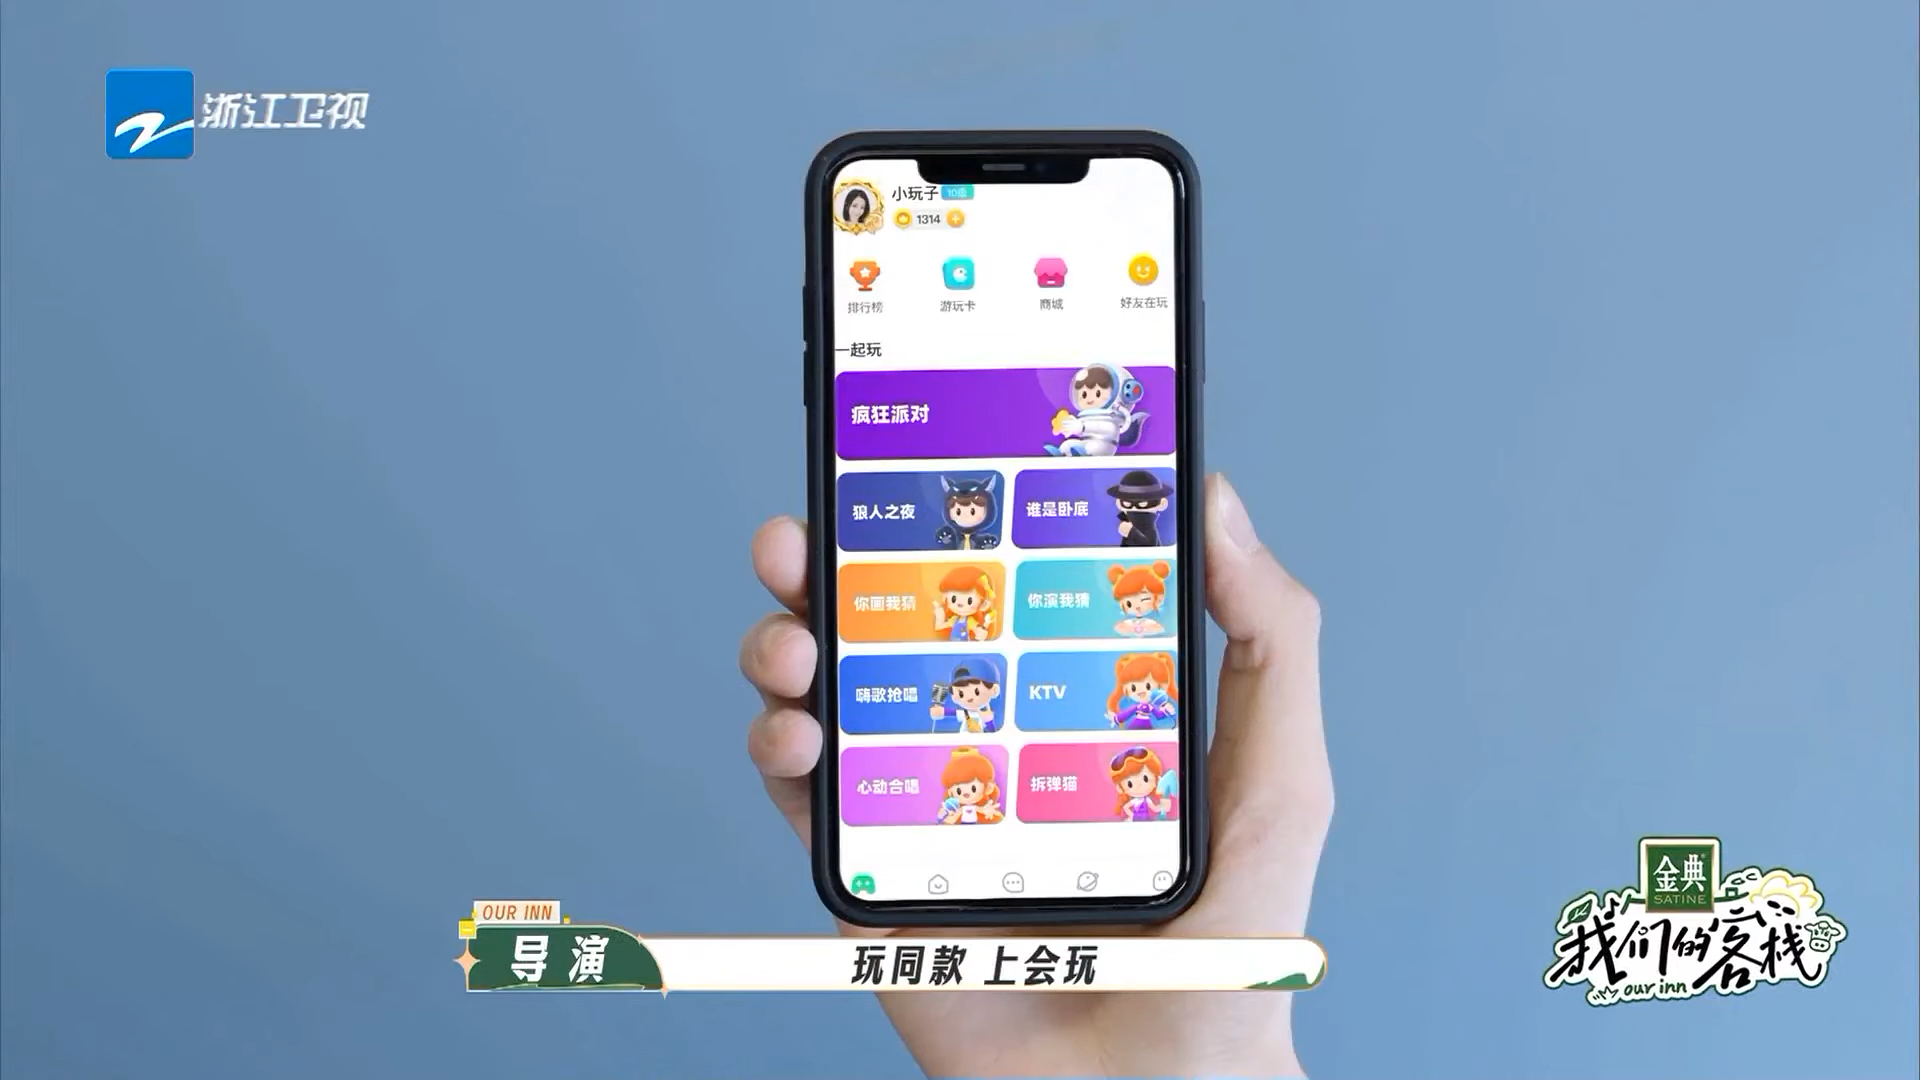 浙江卫视
小玩子
1314
排行榜
游玩卡
商城
好友在玩
一起玩
疯狂派对
狼人之夜
谁是卧底
你画我猜
你演我猜
嗨歌抢唱
KTV
心动合唱
拆弹猫
OUR INN
导演
玩同款 上会玩
金典
SATINE
我们的客栈
our inn